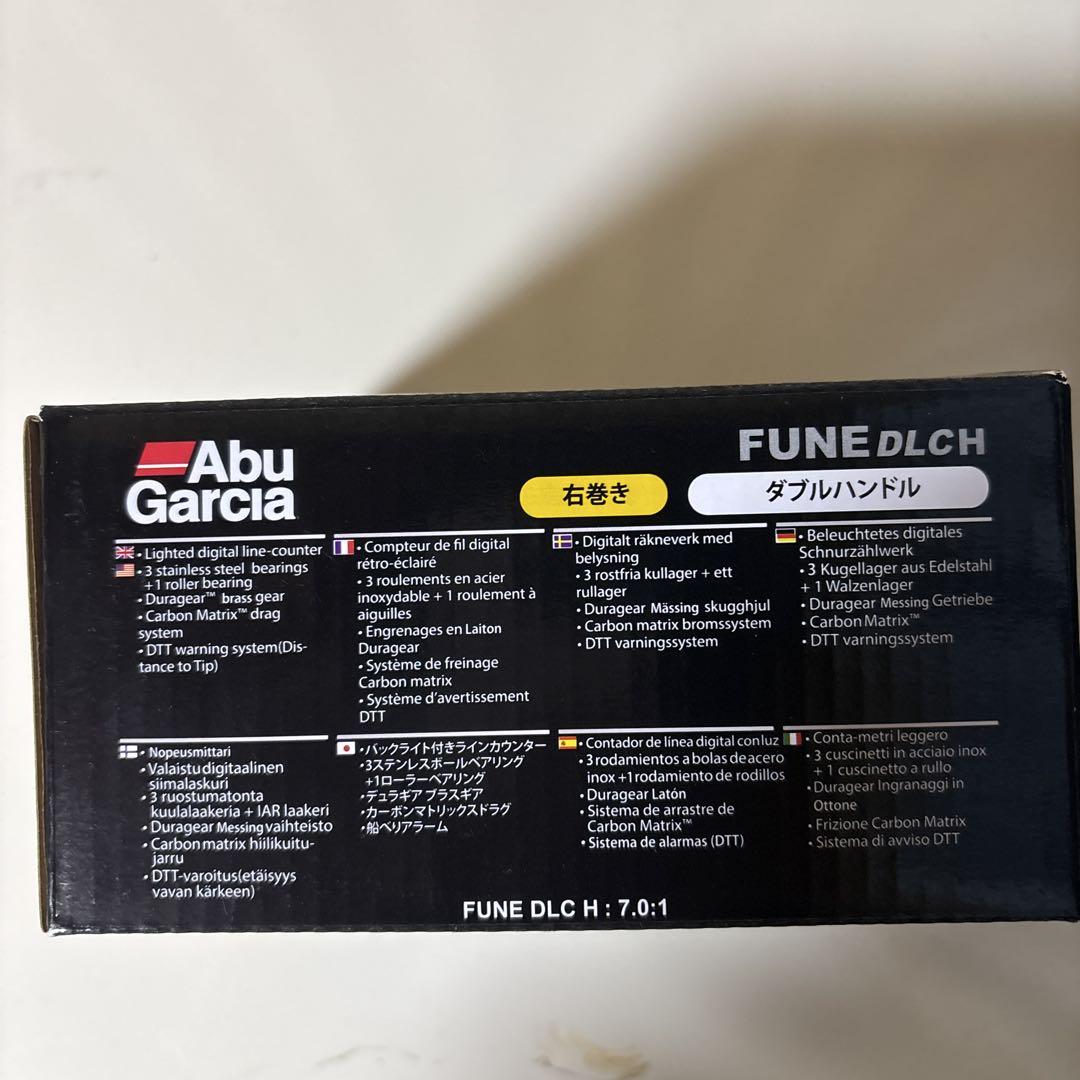 Abu
Garcia
FUNE DLC H
右巻き
ダブルハンドル
• Lighted digital line-counter
• 3 stainless steel bearings
+1 roller bearing
• Duragear™ brass gear
• Carbon Matrix™ drag
system
• DTT warning system(Dis-
tance to Tip)
• Compteur de fil digital
rétro-éclairé
• 3 roulements en acier
inoxydable + 1 roulement à
aiguilles
• Engrenages en Laiton
Duragear
• Système de freinage
Carbon matrix
• Système d'avertissement
DTT
• Digitalt räkneverk med
belysning
• 3 rostfria kullager + ett
rullager
• Duragear Mässing skugghjul
• Carbon matrix bromssystem
• DTT varningssystem
• Beleuchtetes digitales
Schnurzählwerk
• 3 Kugellager aus Edelstahl
+ 1 Walzenlager
• Duragear Messing Getriebe
• Carbon Matrix™
• DTT varningssystem
• Nopeusmittari
• Valaistu digitaalinen
siimalaskuri
• 3 ruostumatonta
kuulalaakeria + IAR laakeri
• Duragear Messing vaihteisto
• Carbon matrix hiilikuitu-
jarru
• DTT-varoitus(etäisyys
vavan kärkeen)
・バックライト付きラインカウンター
・3ステンレスボールベアリング
+1ローラーベアリング
・デュラギア ブラスギア
・カーボンマトリックスドラグ
・船べりアラーム
• Contador de línea digital con luz
• 3 rodamientos a bolas de acero
inox +1 rodamiento de rodillos
• Duragear Latón
• Sistema de arrastre de
Carbon Matrix™
• Sistema de alarmas (DTT)
• Conta-metri leggero
• 3 cuscinetti in acciaio inox
+ 1 cuscinetto a rullo
• Duragear Ingranaggi in
Ottone
• Frizione Carbon Matrix
• Sistema di avviso DTT
FUNE DLC H : 7.0:1